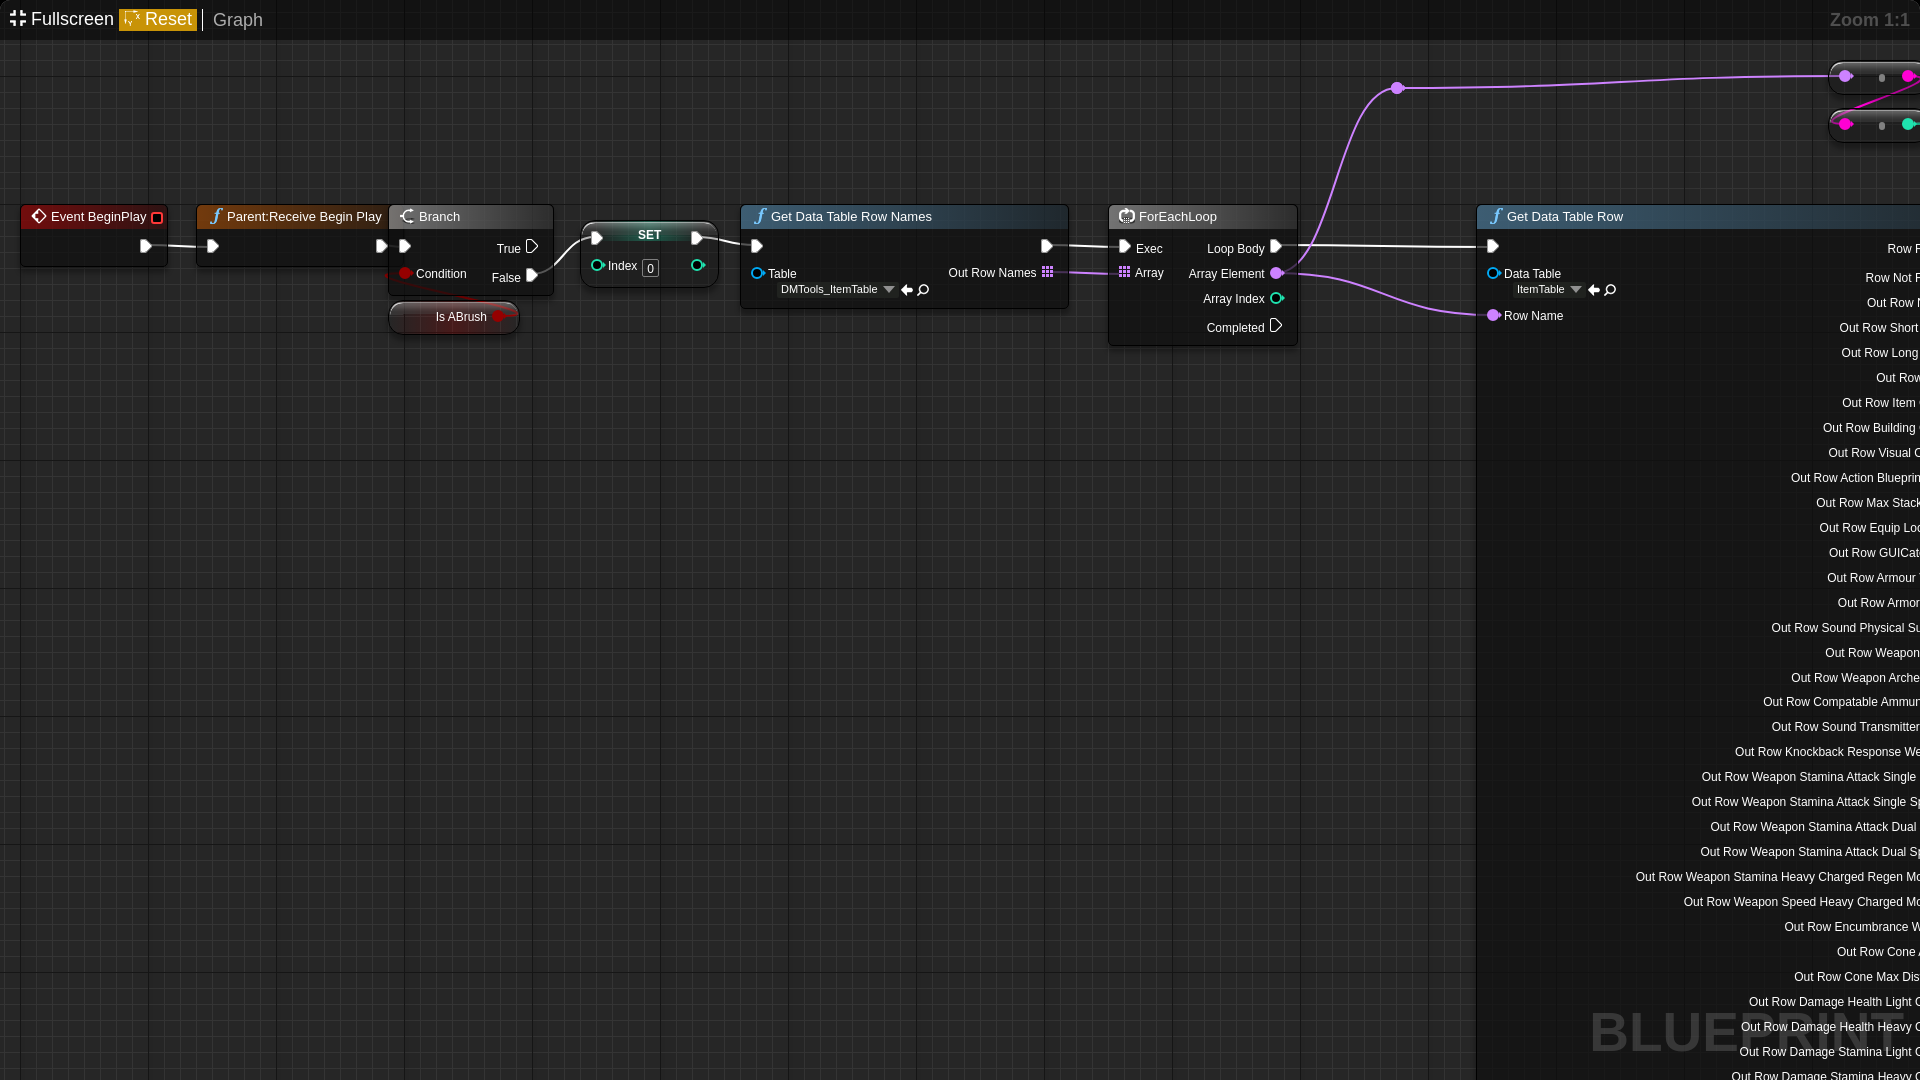 Fullscreen Reset Graph
Zoom 1:1
Event BeginPlay
Parent:Receive Begin Play
Branch
True
Condition
False
Is ABrush
SET
Index 0
Get Data Table Row Names
Table
DMTools_ItemTable
Out Row Names
ForEachLoop
Exec
Loop Body
Array
Array Element
Array Index
Completed
Get Data Table Row
Data Table
ItemTable
Row Name
Row
Row Not
Out Row
Out Row Short
Out Row Long
Out Row
Out Row Item
Out Row Building
Out Row Visual
Out Row Action
Out Row Max Stack
Out Row Equip
Out Row
Out Row Armour
Out Row Armor
Out Row Sound Physical
Out Row Weapon
Out Row Weapon
Out Row Compatable
Out Row Sound Transmitter
Out Row Knockback Response
Out Row Weapon Stamina Attack Single
Out Row Weapon Stamina Attack Single
Out Row Weapon Stamina Attack Dual
Out Row Weapon Stamina Attack Dual
Out Row Weapon Stamina Heavy Charged Regen
Out Row Weapon Speed Heavy Charged
Out Row Encumbrance
Out Row Cone
Out Row Cone Max
Out Row Damage Health Light
Out Row Damage Health Heavy
Out Row Damage Stamina Light
Out Row Damage Stamina Heavy
BLUEPRINT